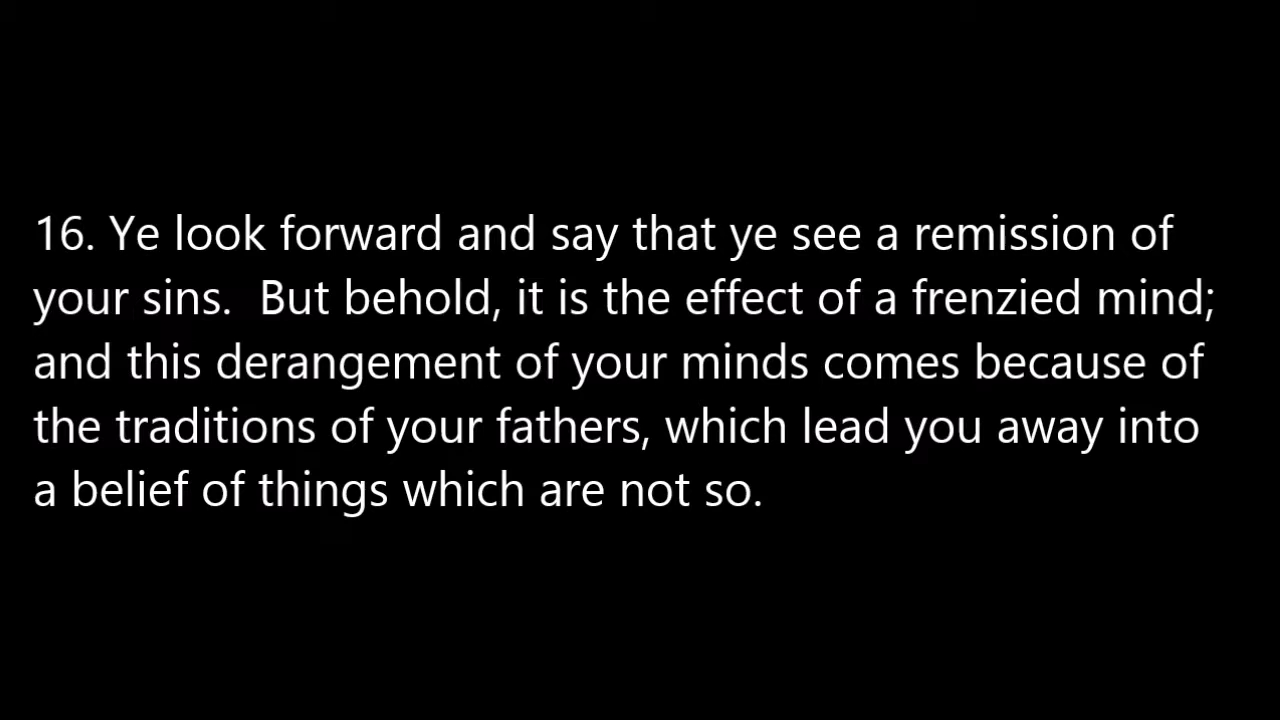 16. Ye look forward and say that ye see a remission of
your sins.  But behold, it is the effect of a frenzied mind;
and this derangement of your minds comes because of
the traditions of your fathers, which lead you away into
a belief of things which are not so.